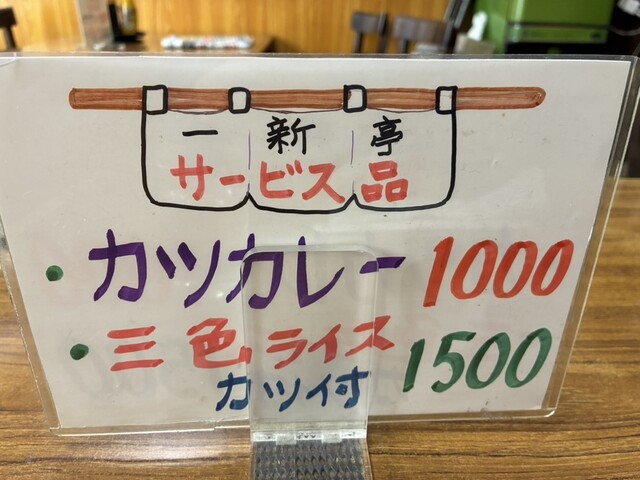 一新亭
サービス品
・カツカレー 1000
・三色ライス 1500
カツ付